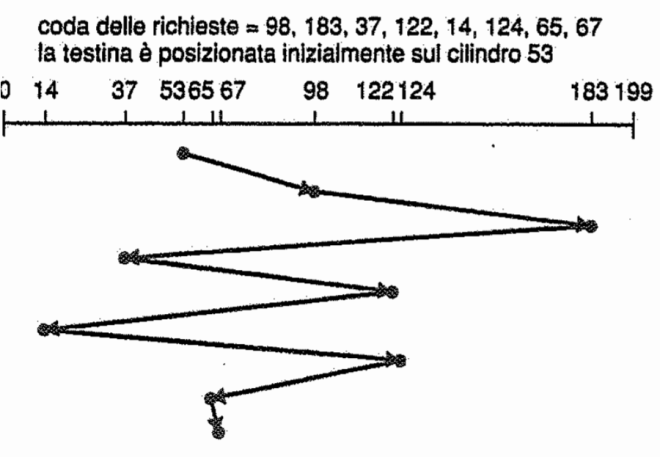 coda delle richieste = 98, 183, 37, 122, 14, 124, 65, 67
la testina è posizionata inizialmente sul cilindro 53
0 14 37 53 65 67 98 122 124 183 199